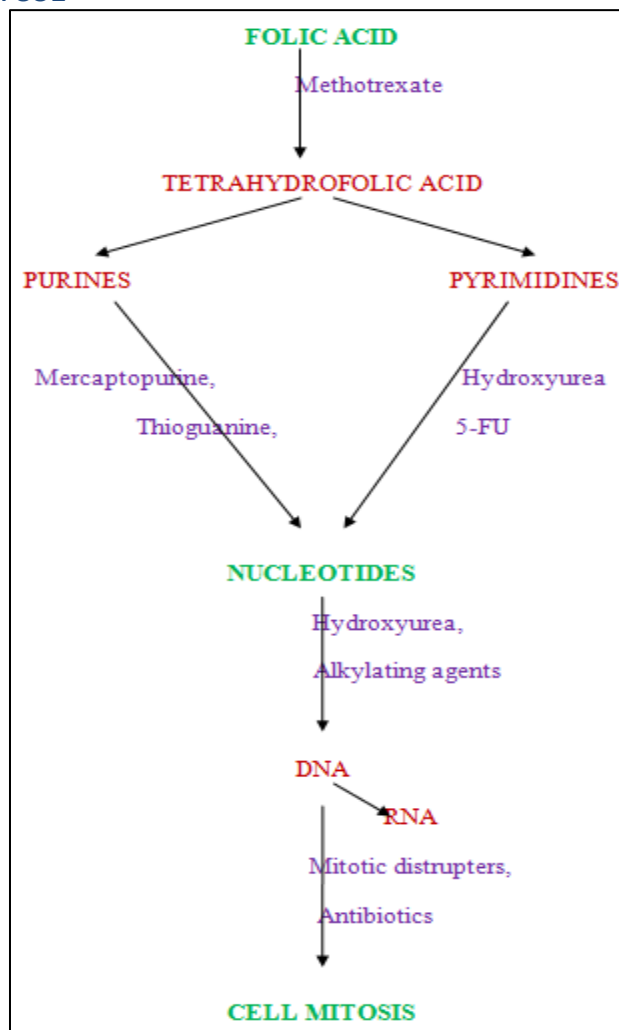 FOLIC ACID
Methotrexate
TETRAHYDROFOLIC ACID
PURINES PYRIMIDINES
Mercaptopurine, Hydroxyurea
Thioguanine, 5-FU
NUCLEOTIDES
Hydroxyurea,
Alkylating agents
DNA
RNA
Mitotic distrupters,
Antibiotics
CELL MITOSIS